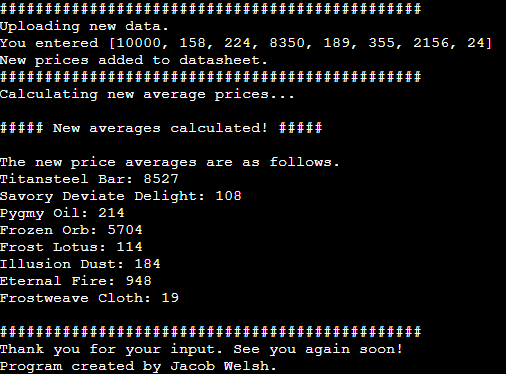 ###############################################
Uploading new data.
You entered [10000, 158, 224, 8350, 189, 355, 2156, 24]
New prices added to datasheet.
###############################################
Calculating new average prices...
##### New averages calculated! #####
The new price averages are as follows.
Titansteel Bar: 8527
Savory Deviate Delight: 108
Pygmy Oil: 214
Frozen Orb: 5704
Frost Lotus: 114
Illusion Dust: 184
Eternal Fire: 948
Frostweave Cloth: 19
###############################################
Thank you for your input. See you again soon!
Program created by Jacob Welsh.